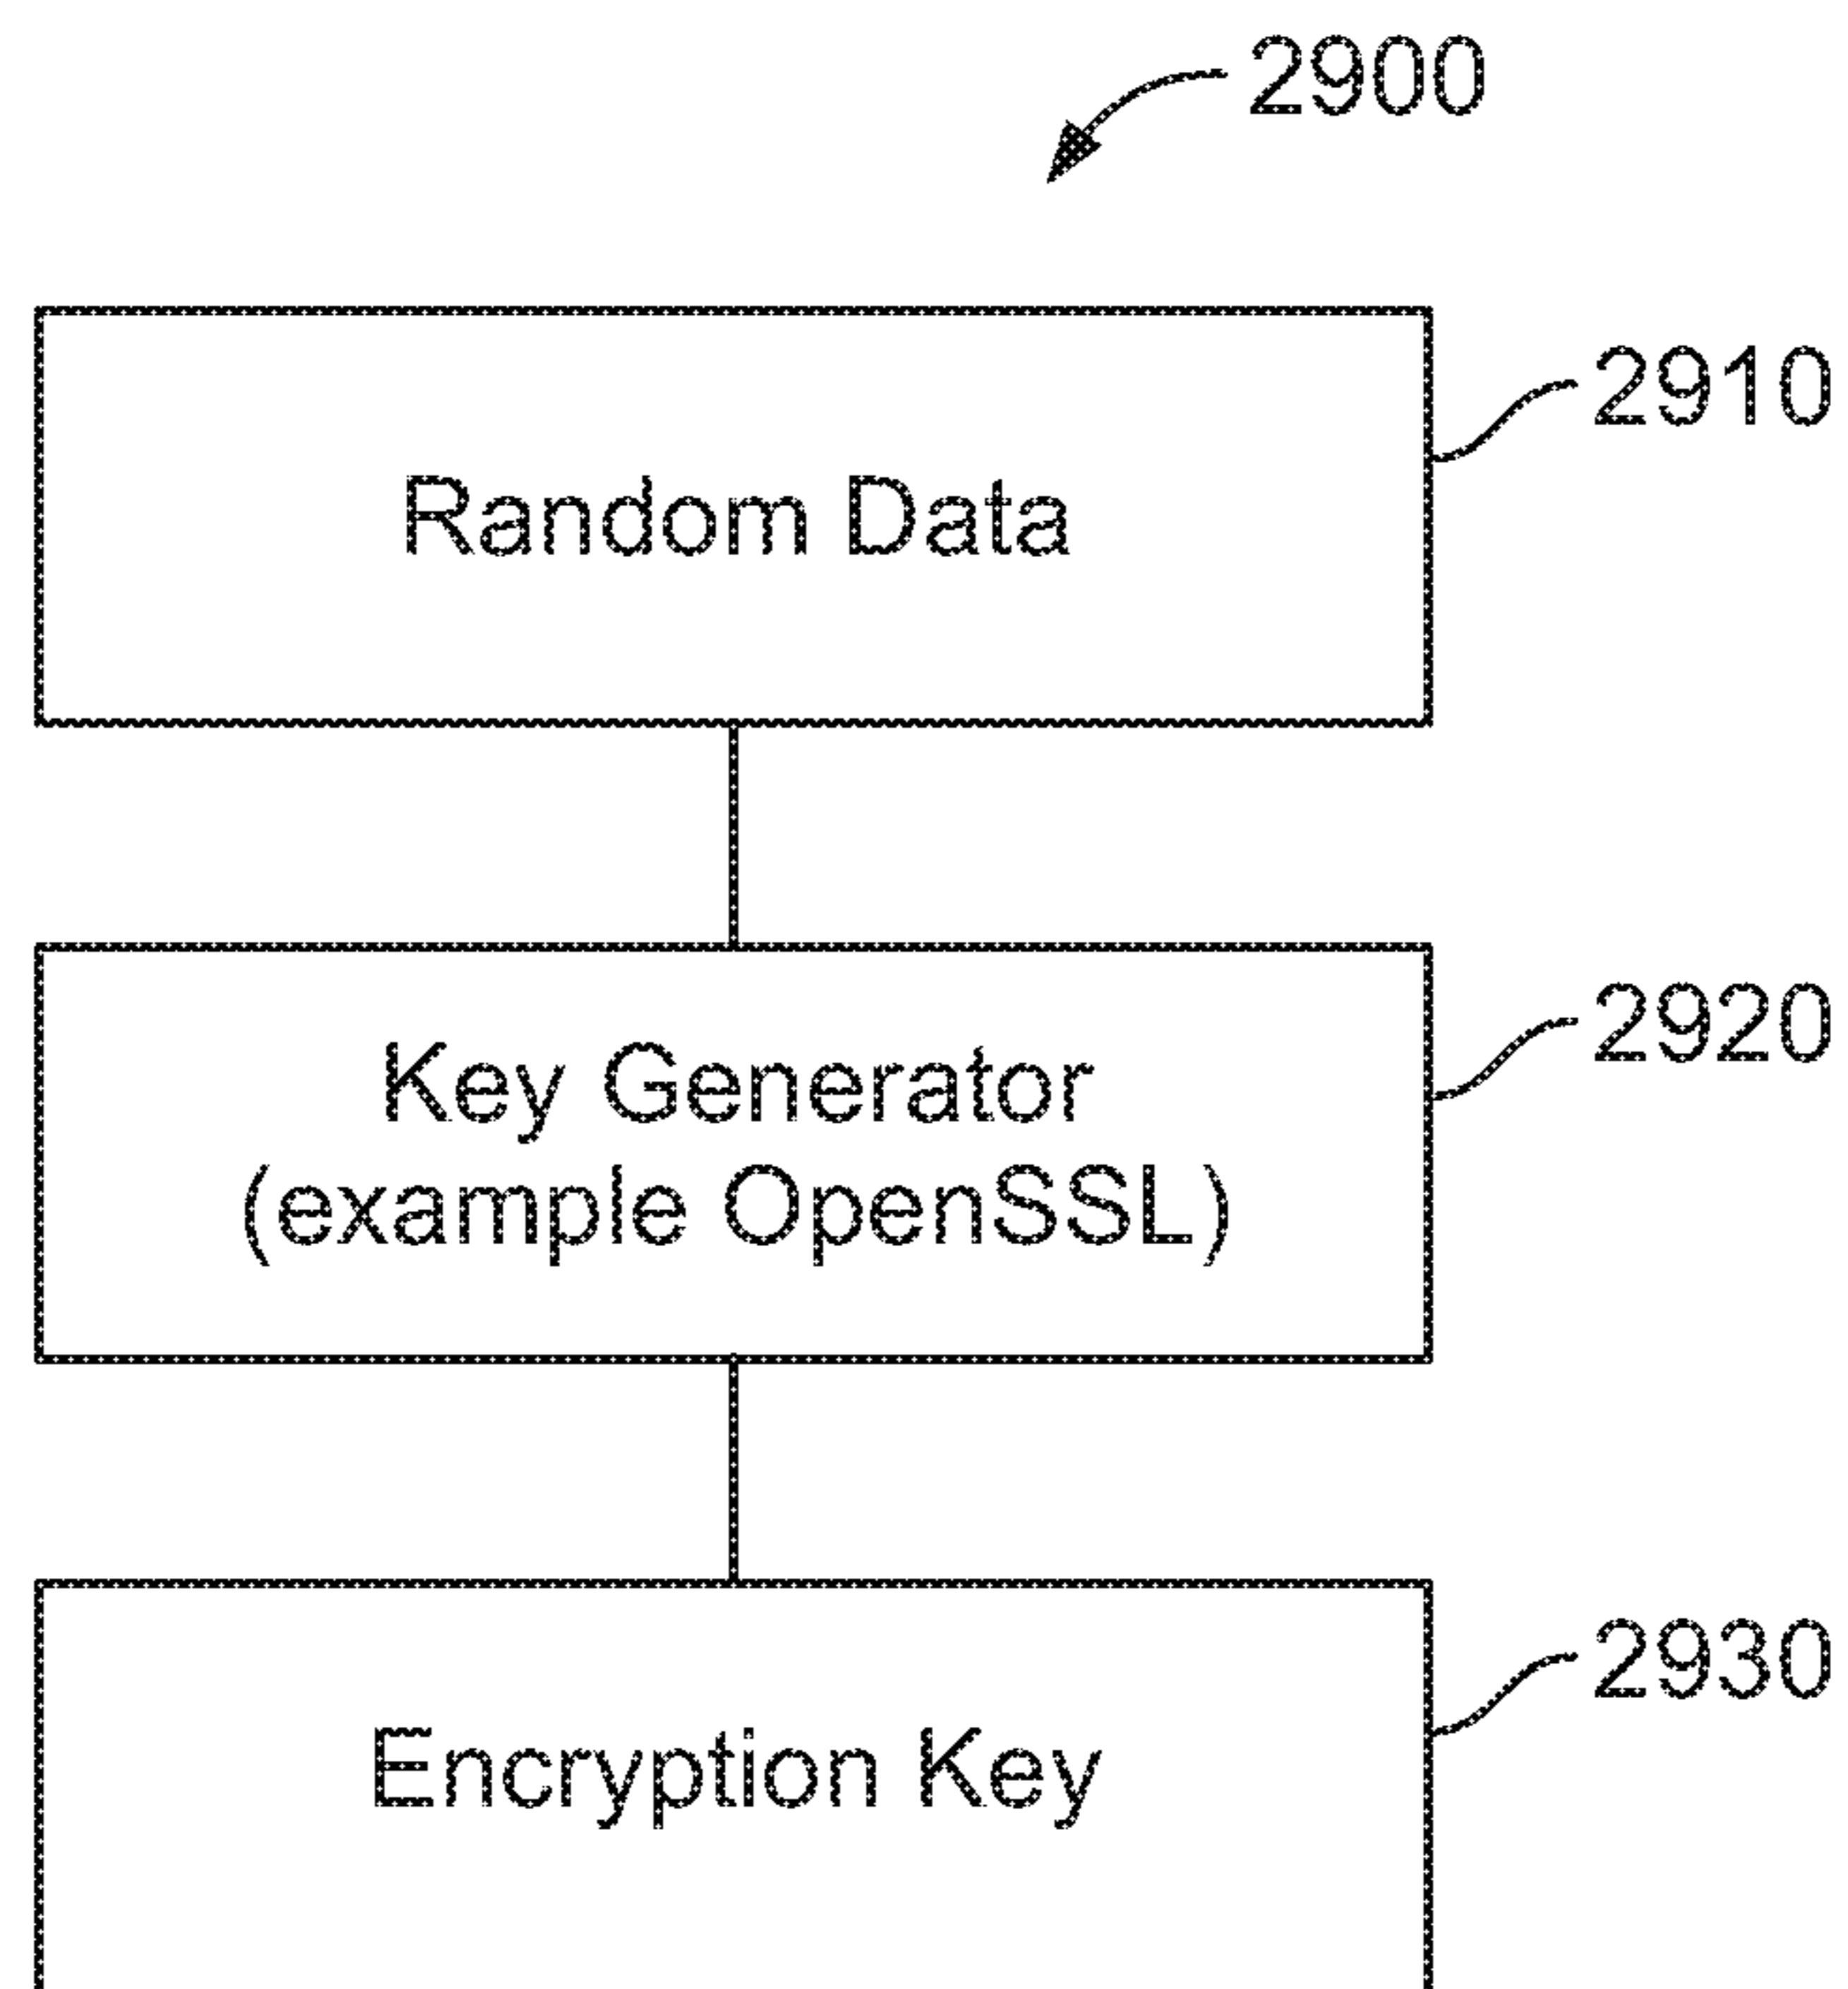 2900
2910
Random Data
2920
Key Generator
(example OpenSSL)
2930
Encryption Key